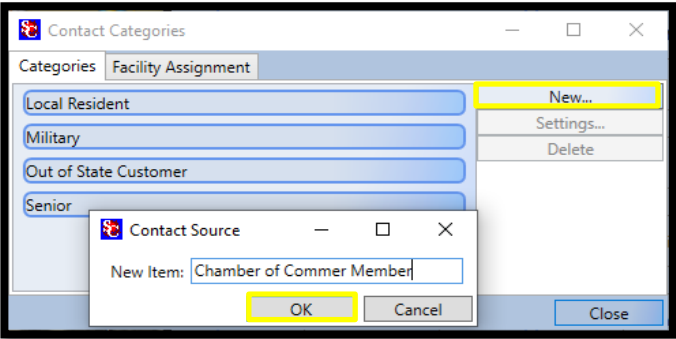 Contact Categories
Categories Facility Assignment
Local Resident
New...
Military
Settings...
Out of State Customer
Delete
Senior
Contact Source
New Item: Chamber of Commer Member
OK Cancel
Close